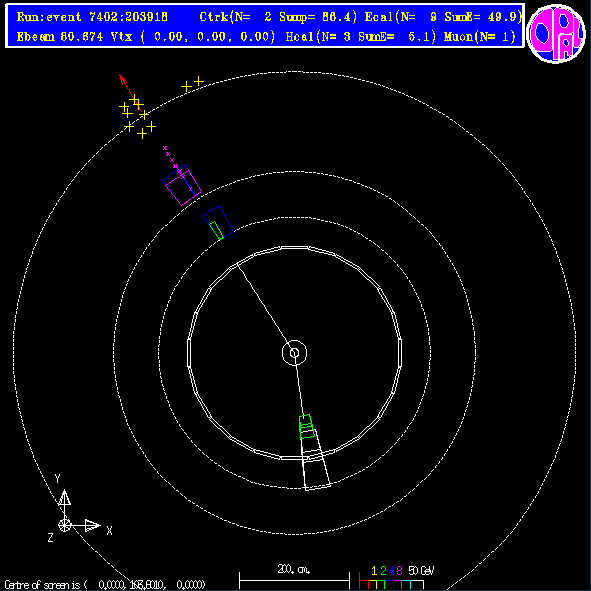 Run:event 7402:203918 Ctrk(N= 2 Sump= 86.4) Ecal(N= 9 SumE= 49.9)
Ebeam 80.674 Vtx ( 0.00, 0.00, 0.00) Hcal(N= 3 SumE= 5.1) Muon(N= 1)
OPAL
Y
X
Z
200. cm.
1 2 4 8 50 GeV
Centre of screen is ( 0.0000, 0.0000)